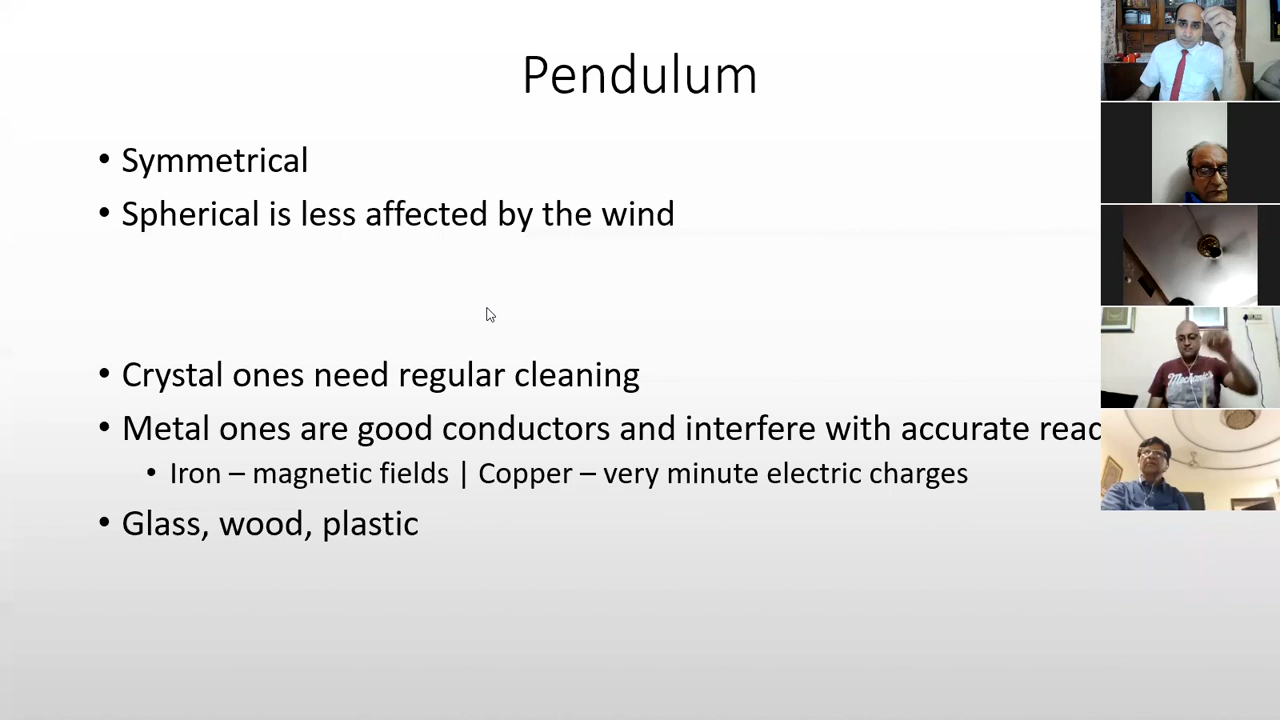 Pendulum
• Symmetrical
• Spherical is less affected by the wind
• Crystal ones need regular cleaning
• Metal ones are good conductors and interfere with accurate
• Iron – magnetic fields | Copper – very minute electric charges
• Glass, wood, plastic